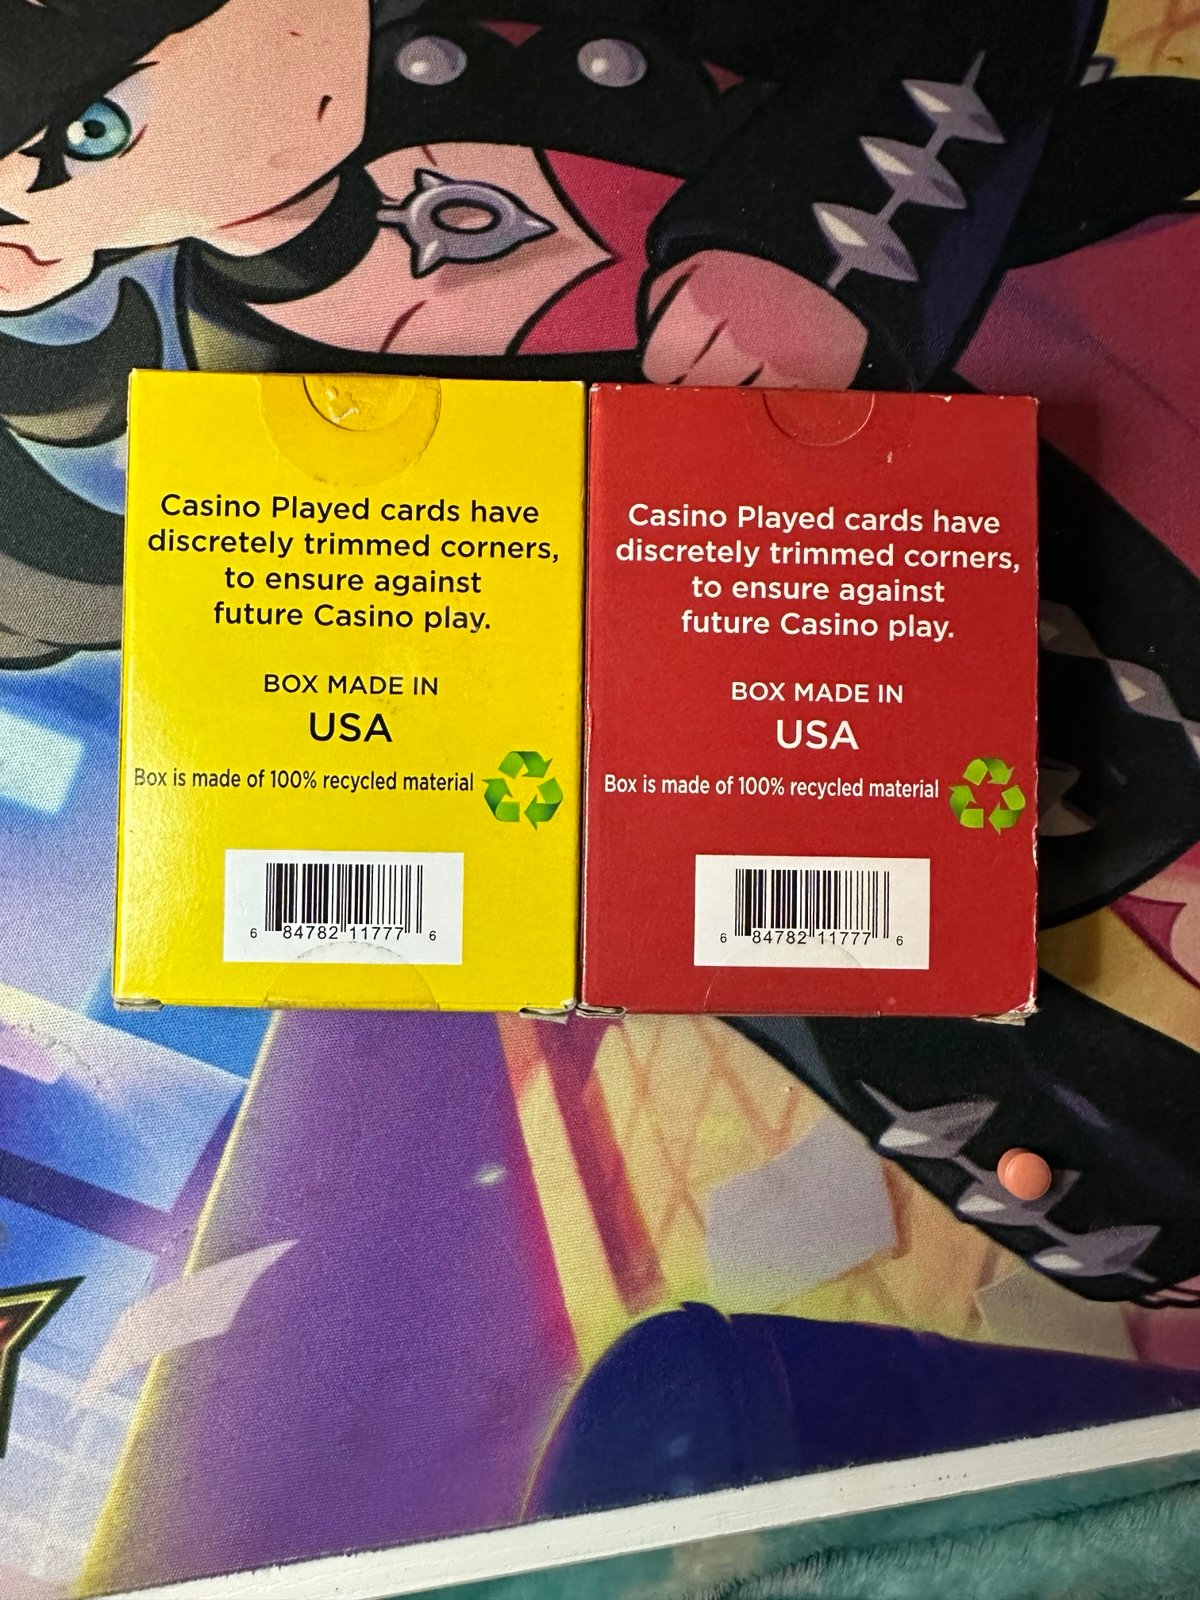 Casino Played cards have
discretely trimmed corners,
to ensure against
future Casino play.
BOX MADE IN
USA
Box is made of 100% recycled material
6 84782 11777 6
Casino Played cards have
discretely trimmed corners,
to ensure against
future Casino play.
BOX MADE IN
USA
Box is made of 100% recycled material
6 84782 11777 6